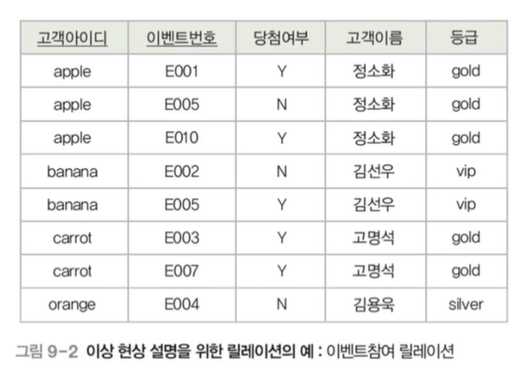 고객아이디 이벤트번호 당첨여부 고객이름 등급
apple E001 Y 정소화 gold
apple E005 N 정소화 gold
apple E010 Y 정소화 gold
banana E002 N 김선우 vip
banana E005 Y 김선우 vip
carrot E003 Y 고명석 gold
carrot E007 Y 고명석 gold
orange E004 N 김용욱 silver
그림 9-2 이상 현상 설명을 위한 릴레이션의 예 : 이벤트참여 릴레이션